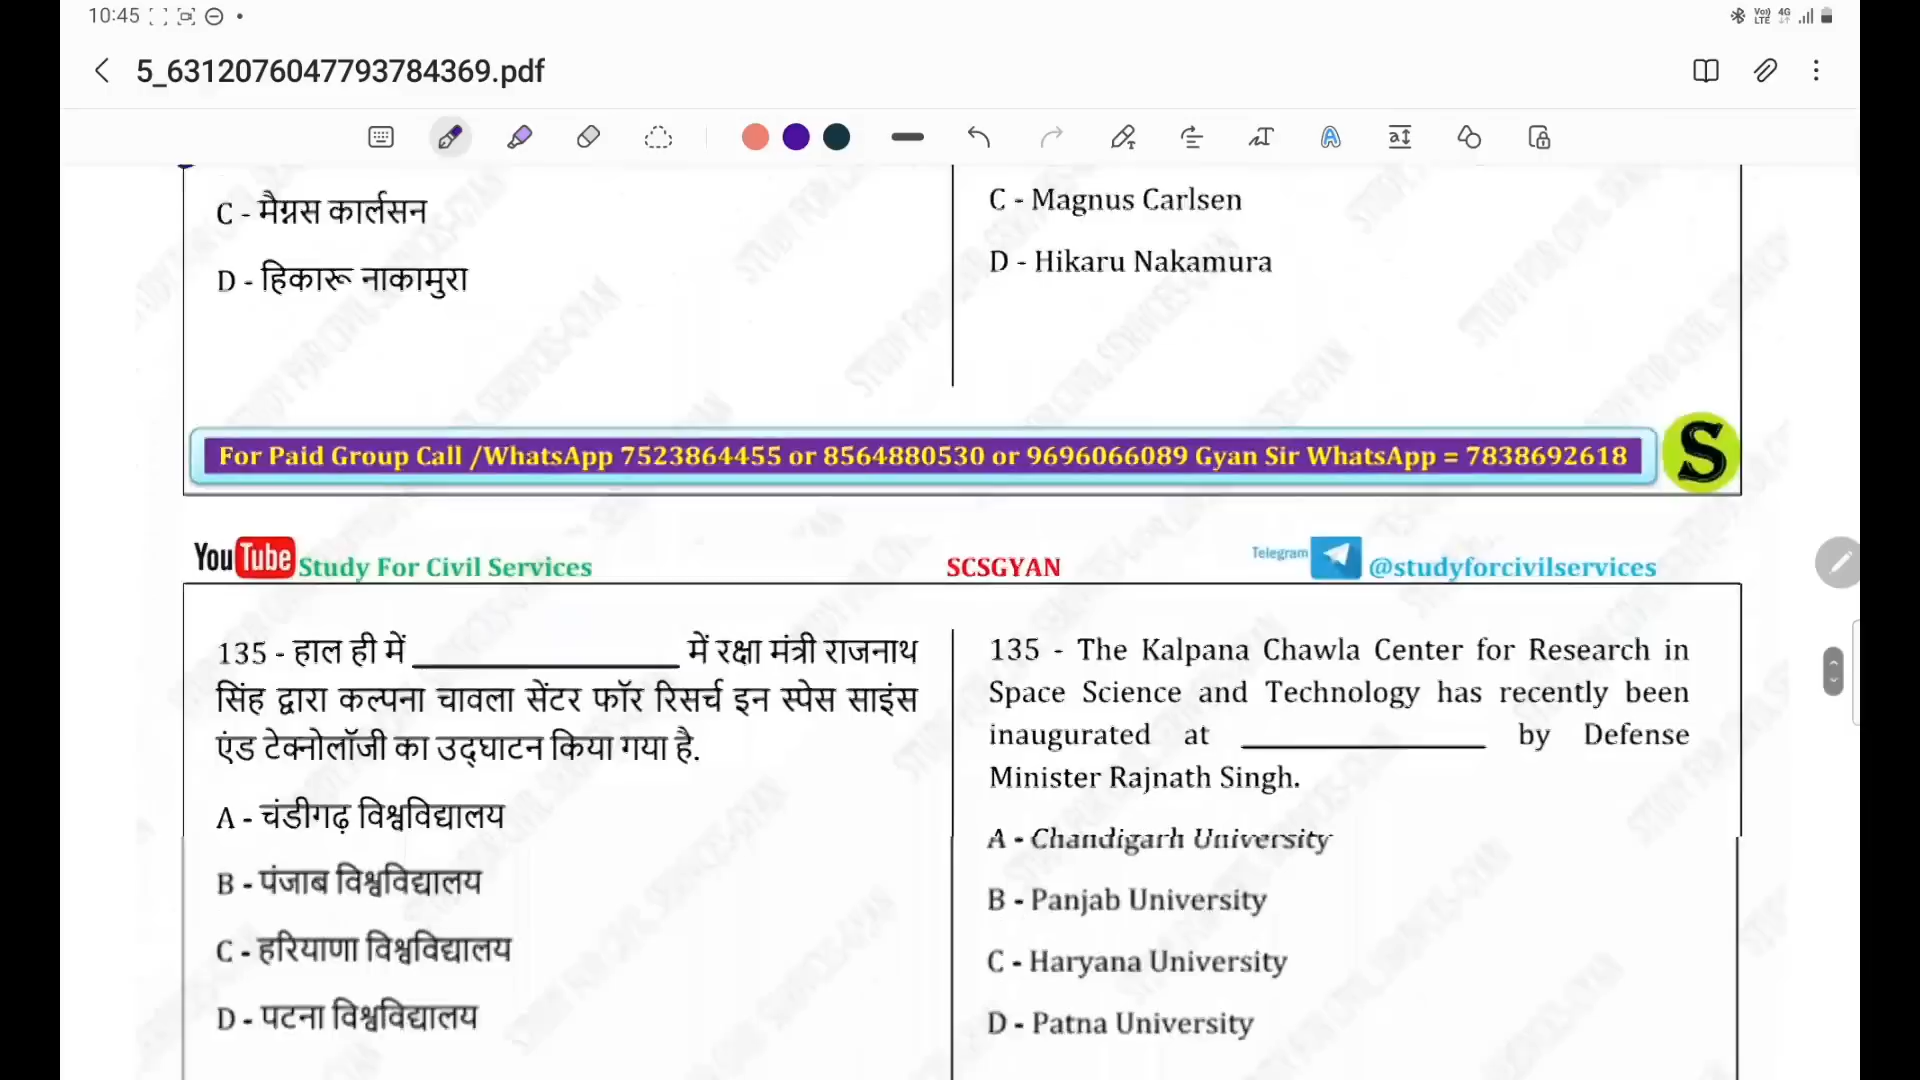 10:45
5_6312076047793784369.pdf
C - मैग्नस कार्लसन
D - हिकारू नाकामुरा
C - Magnus Carlsen
D - Hikaru Nakamura
For Paid Group Call /WhatsApp 7523864455 or 8564880530 or 9696066089 Gyan Sir WhatsApp = 7838692618
S
YouTube Study For Civil Services
SCSGYAN
Telegram @studyforcivilservices
135 - हाल ही में ____________ में रक्षा मंत्री राजनाथ
सिंह द्वारा कल्पना चावला सेंटर फॉर रिसर्च इन स्पेस साइंस
एंड टेक्नोलॉजी का उद्घाटन किया गया है.
A - चंडीगढ़ विश्वविद्यालय
B - पंजाब विश्वविद्यालय
C - हरियाणा विश्वविद्यालय
D - पटना विश्वविद्यालय
135 - The Kalpana Chawla Center for Research in
Space Science and Technology has recently been
inaugurated at ____________ by Defense
Minister Rajnath Singh.
A - Chandigarh University
B - Panjab University
C - Haryana University
D - Patna University